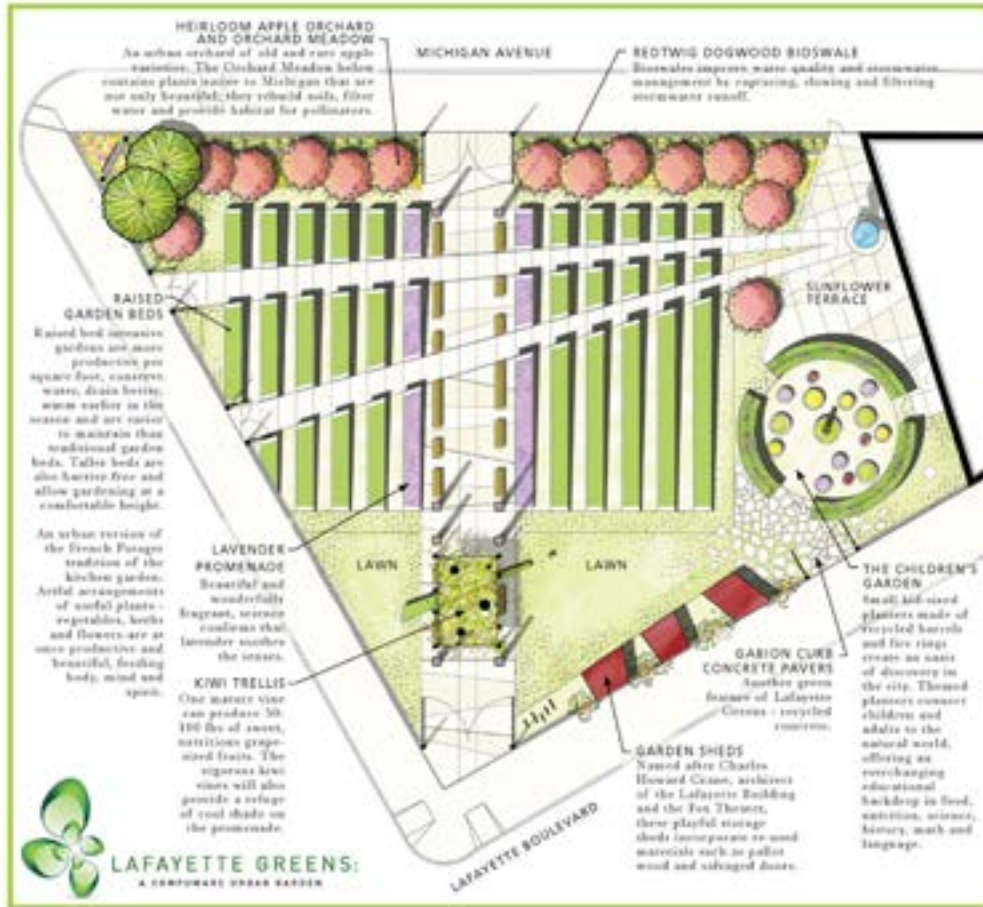 HEIRLOOM APPLE ORCHARD
AND ORCHARD MEADOW
An urban orchard of old and rare apple
varieties. The Orchard Meadow below
contains plants native to Michigan that are
not only beautiful; they rebuild soils, filter
water and provide habitat for pollinators.
MICHIGAN AVENUE
REDTWIG DOGWOOD BIOSWALE
Bioswales improve water quality and stormwater
management by capturing, slowing and filtering
stormwater runoff.
RAISED
GARDEN BEDS
Raised bed intensive
gardens are more
productive per
square foot, conserve
water, drain better,
warm earlier in the
season and are easier
to maintain than
traditional garden
beds. Taller beds are
also barrier-free and
allow gardening at a
comfortable height.
An urban version of
the French Potager
tradition of the
kitchen garden.
Artful arrangements
of useful plants -
vegetables, herbs
and flowers are at
once productive and
beautiful, feeding
body, mind and
spirit.
SUNFLOWER
TERRACE
LAVENDER
PROMENADE
Beautiful and
wonderfully
fragrant, science
confirms that
lavender soothes
the senses.
LAWN
LAWN
KIWI TRELLIS
One mature vine
can produce 50-
100 lbs of sweet,
nutritious grape-
sized fruits. The
vigorous kiwi
vines will also
provide a refuge
of cool shade on
the promenade.
THE CHILDREN'S
GARDEN
Small kid-sized
planters made of
recycled barrels
and fire rings
create an oasis
of discovery in
the city. Themed
planters connect
children and
adults to the
natural world,
offering an
everchanging
educational
backdrop in food,
nutrition, science,
history, math and
language.
GABION CURB
CONCRETE PAVERS
Another green
feature of Lafayette
Greens - recycled
concrete.
GARDEN SHEDS
Named after Charles
Howard Crane, architect
of the Lafayette Building
and the Fox Theater,
these playful storage
sheds incorporate re-used
materials such as pallet
wood and salvaged doors.
LAFAYETTE BOULEVARD
LAFAYETTE GREENS:
A COMPUWARE URBAN GARDEN